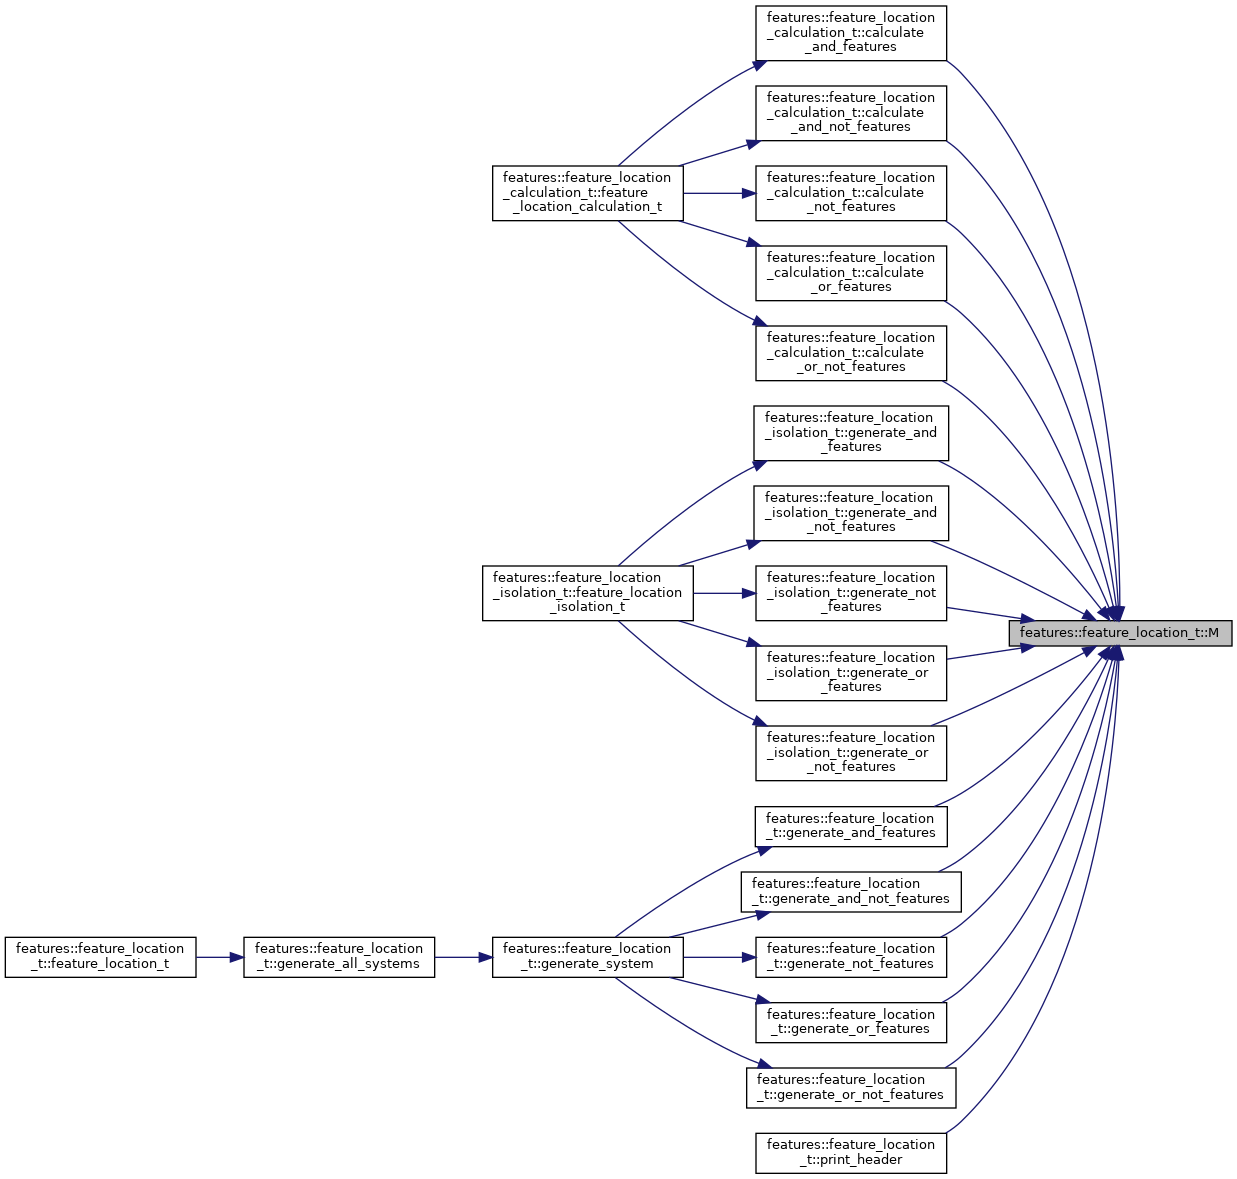 features::feature_location
_calculation_t::calculate
_and_features
features::feature_location
_calculation_t::calculate
_and_not_features
features::feature_location
_calculation_t::feature
_location_calculation_t
features::feature_location
_calculation_t::calculate
_not_features
features::feature_location
_calculation_t::calculate
_or_features
features::feature_location
_calculation_t::calculate
_or_not_features
features::feature_location
_isolation_t::generate_and
_features
features::feature_location
_isolation_t::generate_and
_not_features
features::feature_location
_isolation_t::feature_location
_isolation_t
features::feature_location
_isolation_t::generate_not
_features
features::feature_location_t::M
features::feature_location
_isolation_t::generate_or
_features
features::feature_location
_isolation_t::generate_or
_not_features
features::feature_location
_t::generate_and_features
features::feature_location
_t::generate_and_not_features
features::feature_location
_t::feature_location_t
features::feature_location
_t::generate_all_systems
features::feature_location
_t::generate_system
features::feature_location
_t::generate_not_features
features::feature_location
_t::generate_or_features
features::feature_location
_t::generate_or_not_features
features::feature_location
_t::print_header